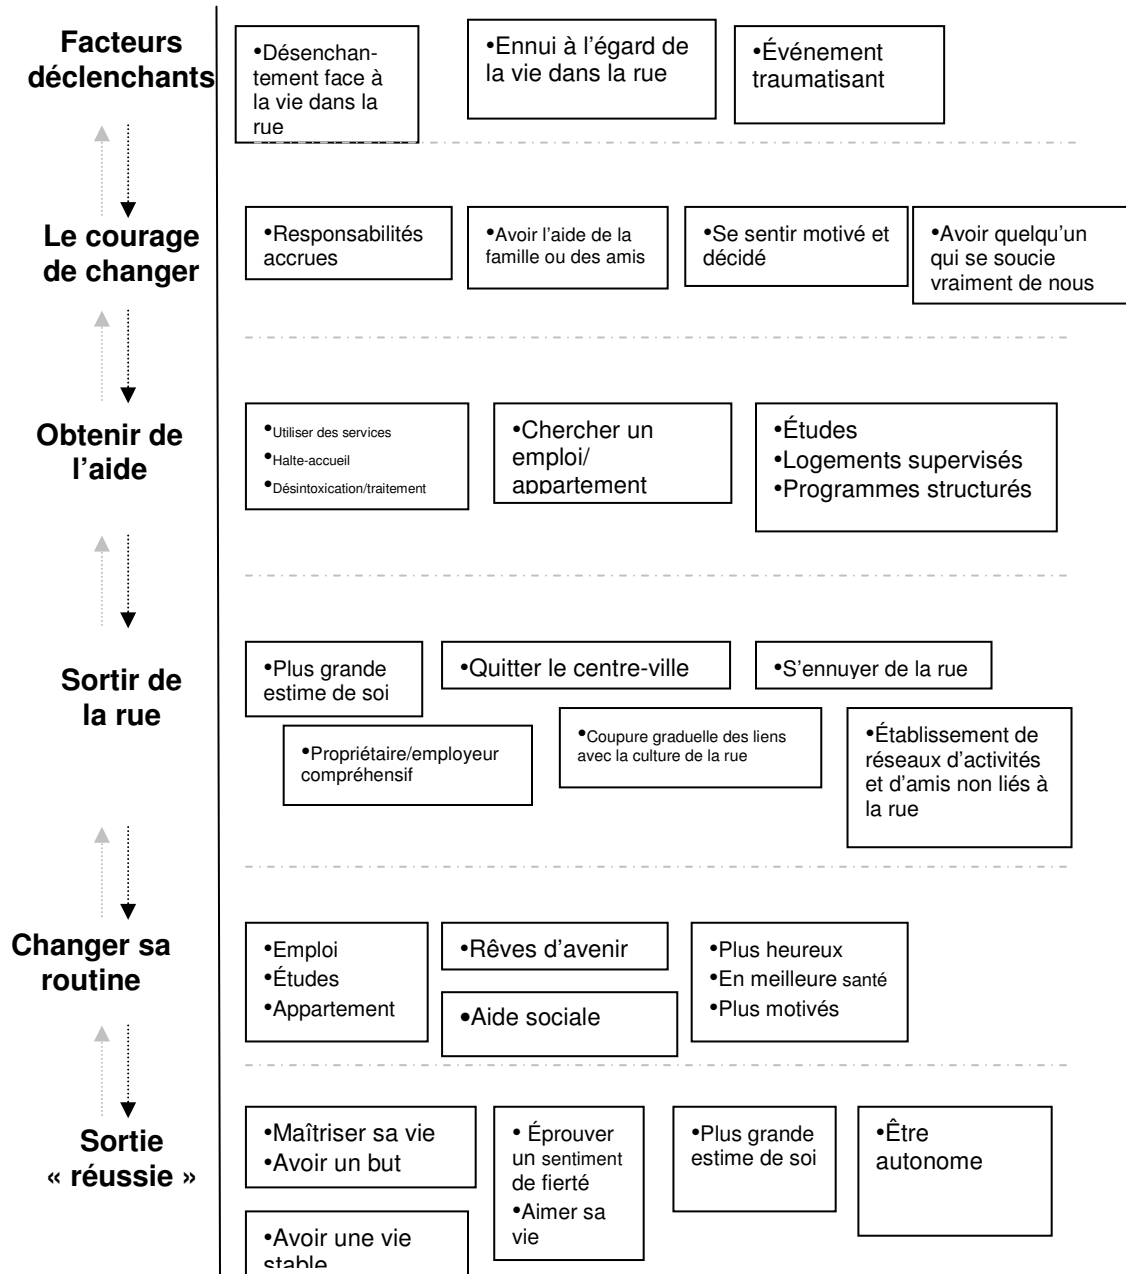 Facteurs
déclenchants
•Désenchan-
tement face à
la vie dans la
rue
•Ennui à l'égard de
la vie dans la rue
•Événement
traumatisant
Le courage
de changer
•Responsabilités
accrues
•Avoir l'aide de la
famille ou des amis
•Se sentir motivé et
décidé
•Avoir quelqu'un
qui se soucie
vraiment de nous
Obtenir de
l'aide
•Utiliser des services
•Halte-accueil
•Désintoxication/traitement
•Chercher un
emploi/
appartement
•Études
•Logements supervisés
•Programmes structurés
Sortir de
la rue
•Plus grande
estime de soi
•Quitter le centre-ville
•S'ennuyer de la rue
•Propriétaire/employeur
compréhensif
•Coupure graduelle des liens
avec la culture de la rue
•Établissement de
réseaux d'activités
et d'amis non liés à
la rue
Changer sa
routine
•Emploi
•Études
•Appartement
•Rêves d'avenir
•Aide sociale
•Plus heureux
•En meilleure santé
•Plus motivés
Sortie
« réussie »
•Maîtriser sa vie
•Avoir un but
•Avoir une vie
stable
• Éprouver
un sentiment
de fierté
•Aimer sa
vie
•Plus grande
estime de soi
•Être
autonome